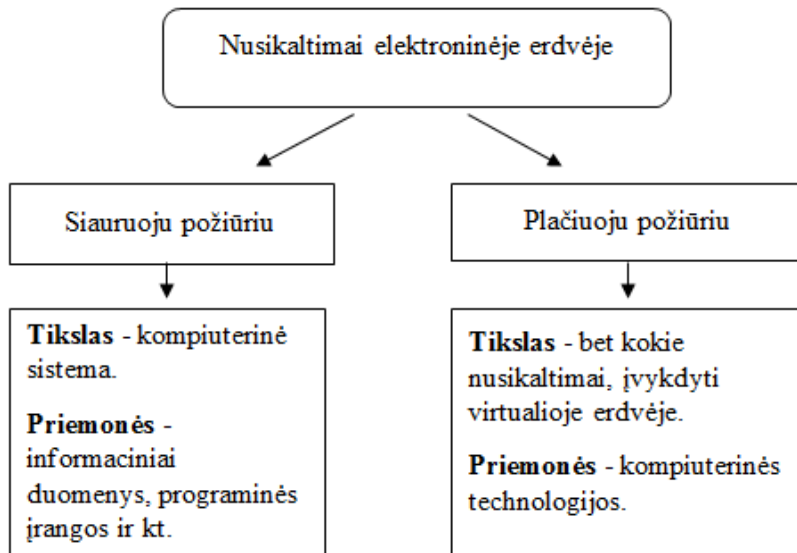 Nusikaltimai elektroninėje erdvėje
Siauruoju požiūriu
Plačiuoju požiūriu
Tikslas - kompiuterinė
sistema.
Priemonės -
informaciniai
duomenys, programinės
įrangos ir kt.
Tikslas - bet kokie
nusikaltimai, įvykdyti
virtualioje erdvėje.
Priemonės - kompiuterinės
technologijos.